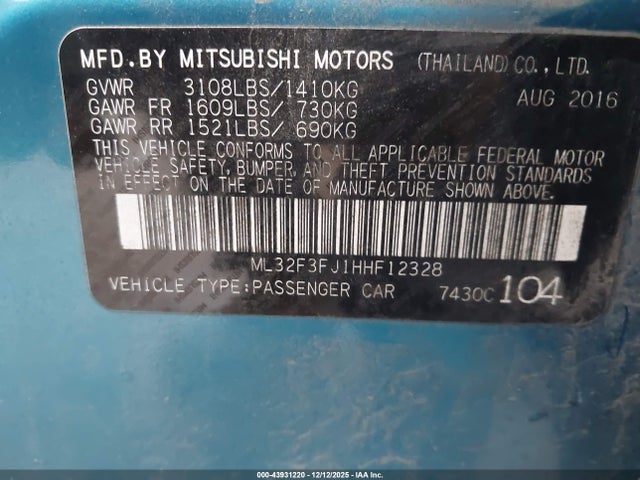 MFD.BY MITSUBISHI MOTORS (THAILAND) CO., LTD.
GVWR 3108LBS/1410KG AUG 2016
GAWR FR 1609LBS/ 730KG
GAWR RR 1521LBS/ 690KG
THIS VEHICLE CONFORMS TO ALL APPLICABLE FEDERAL MOTOR
VEHICLE SAFETY, BUMPER, AND THEFT PREVENTION STANDARDS
IN EFFECT ON THE DATE OF MANUFACTURE SHOWN ABOVE.
ML32F3FJ1HHF12328
VEHICLE TYPE:PASSENGER CAR 7430C 104
000-43931220 - 12/12/2025 - IAA, Inc.